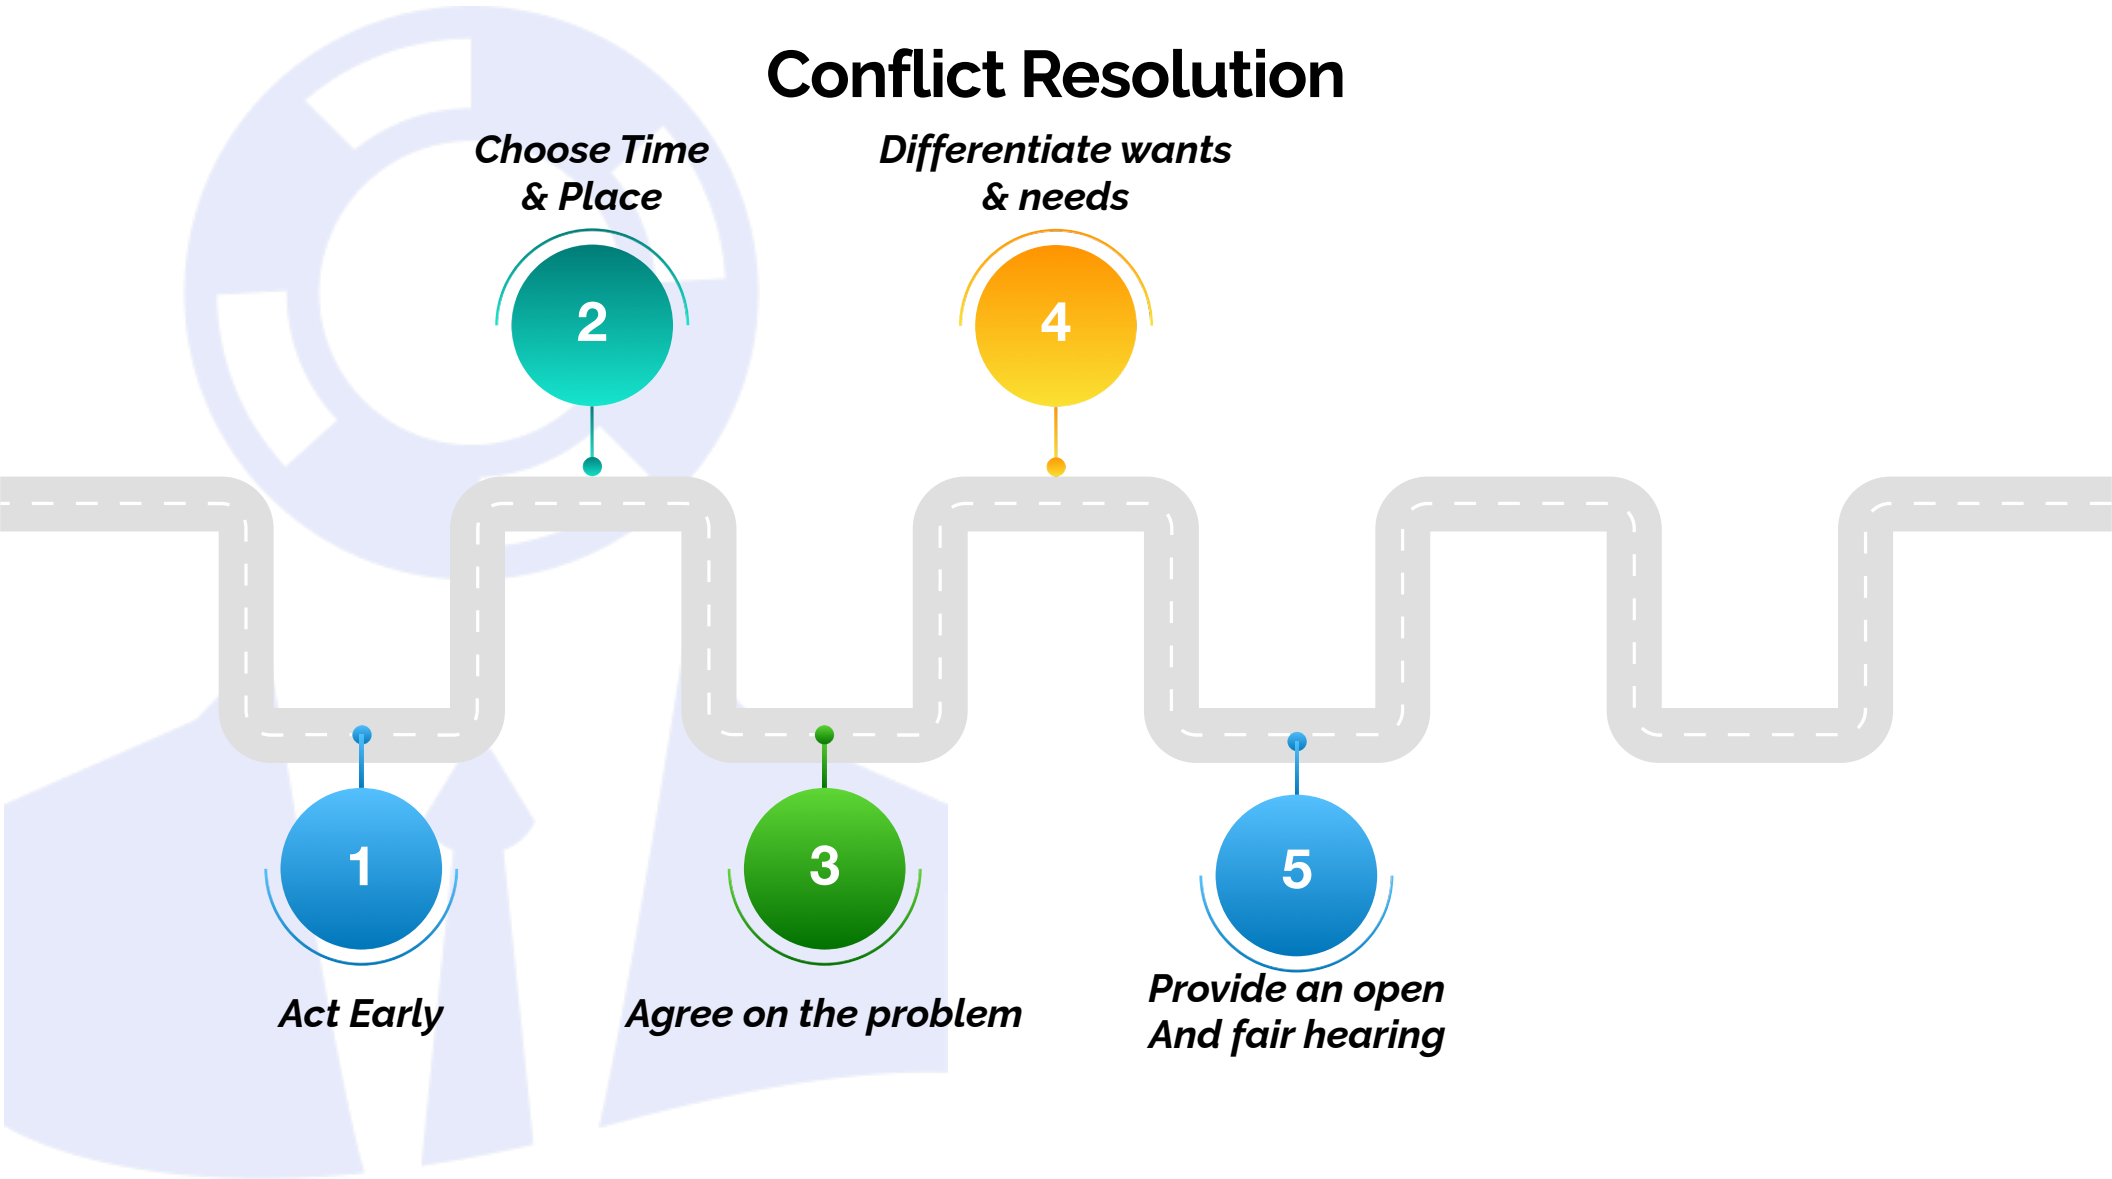 Conflict Resolution
Choose Time
& Place
2
Differentiate wants
& needs
4
1
Act Early
3
Agree on the problem
5
Provide an open
And fair hearing